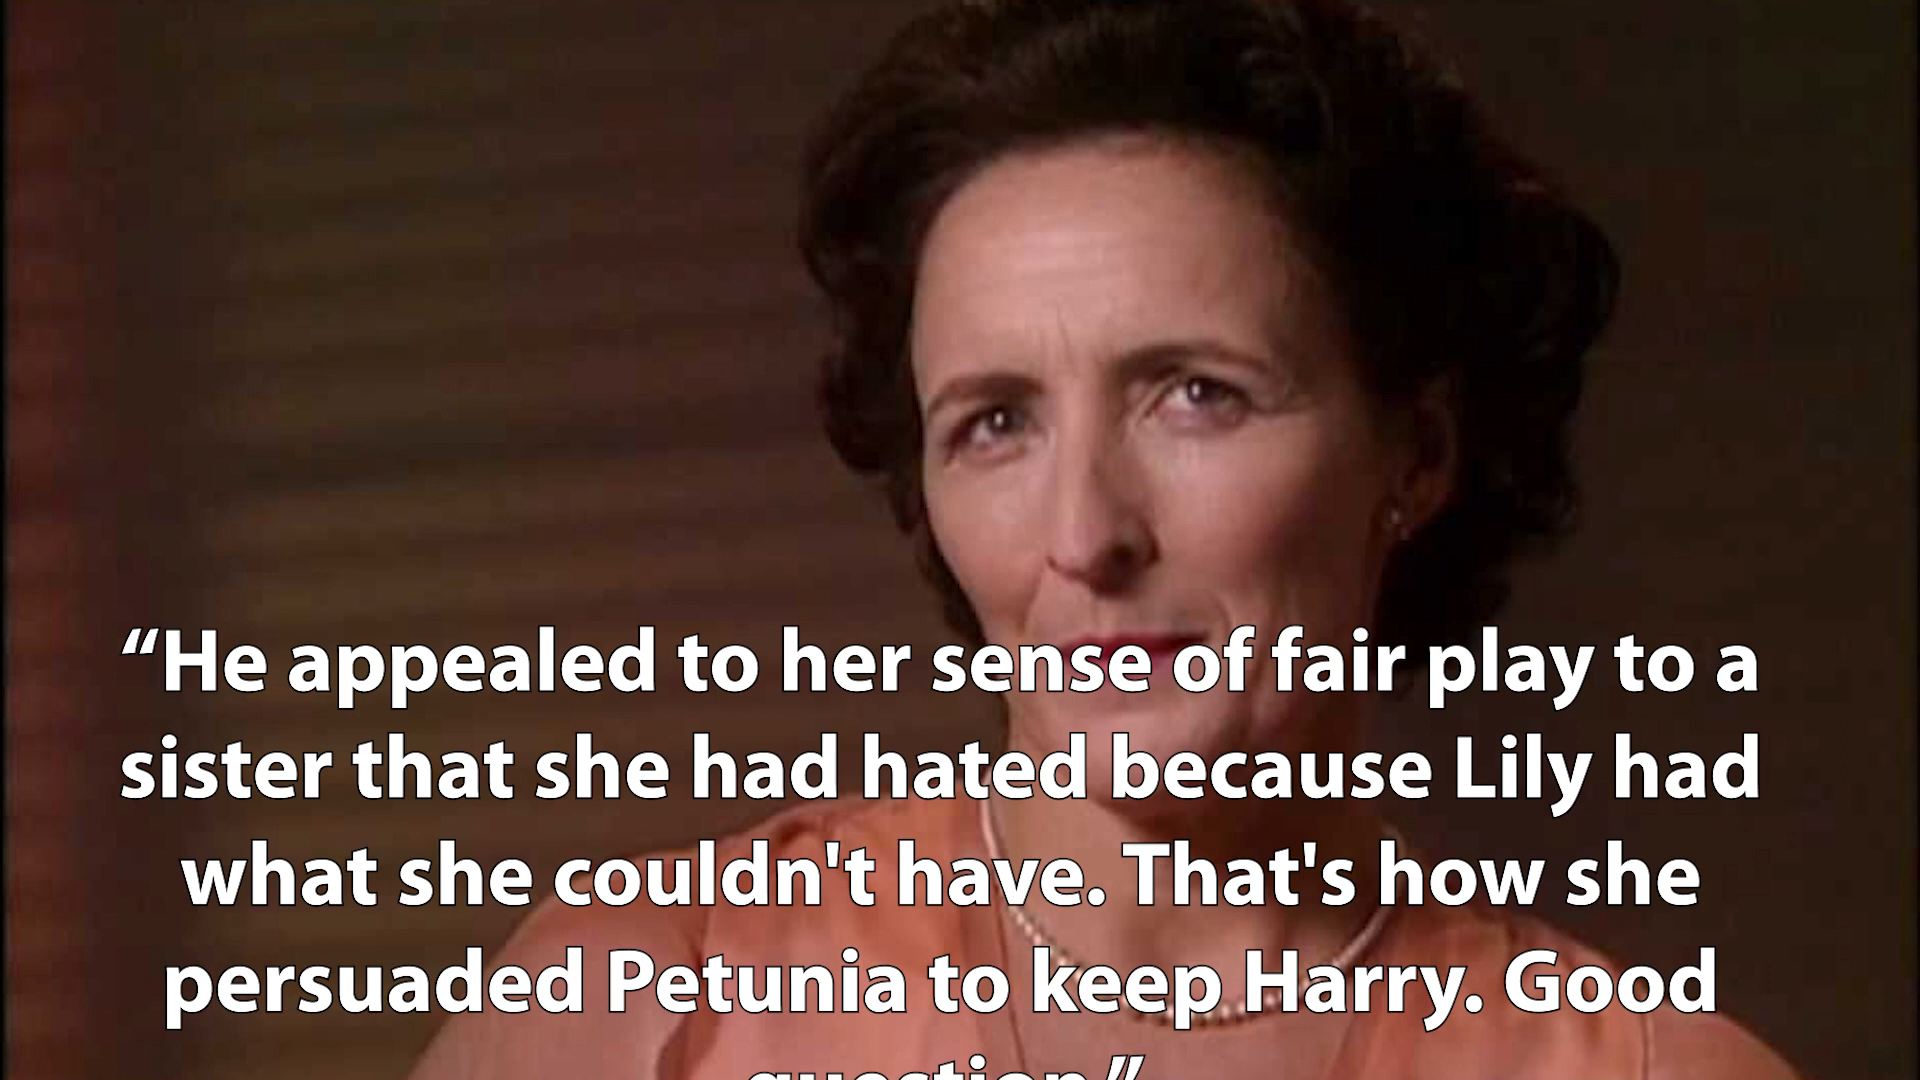 “He appealed to her sense of fair play to a
sister that she had hated because Lily had
what she couldn't have. That's how she
persuaded Petunia to keep Harry. Good
question.”